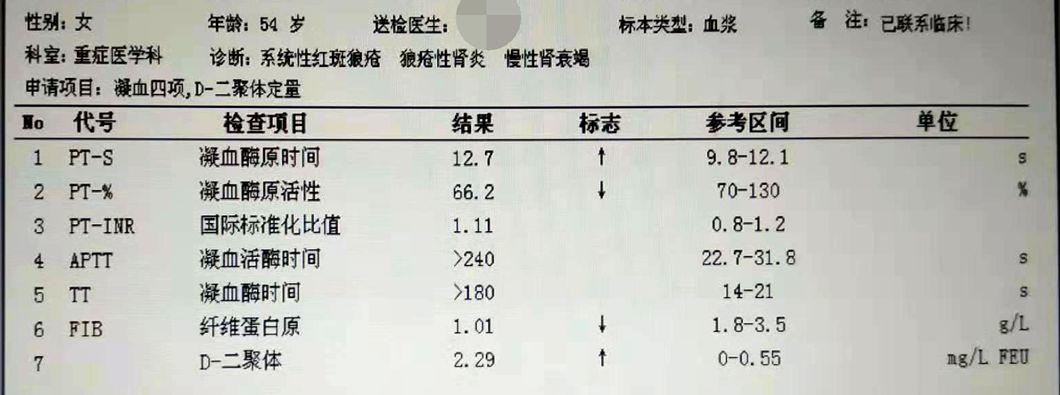 性别: 女 年龄: 54 岁 送检医生: 标本类型: 血浆 备 注: 已联系临床!
科室: 重症医学科 诊断: 系统性红斑狼疮 狼疮性肾炎 慢性肾衰竭
申请项目: 凝血四项,D-二聚体定量
No 代号 检查项目 结果 标志 参考区间 单位
1 PT-S 凝血酶原时间 12.7 ↑ 9.8-12.1 s
2 PT-% 凝血酶原活性 66.2 ↓ 70-130 %
3 PT-INR 国际标准化比值 1.11 0.8-1.2
4 APTT 凝血活酶时间 >240 22.7-31.8 s
5 TT 凝血酶时间 >180 14-21 s
6 FIB 纤维蛋白原 1.01 ↓ 1.8-3.5 g/L
7 D-二聚体 2.29 ↑ 0-0.55 mg/L FEU